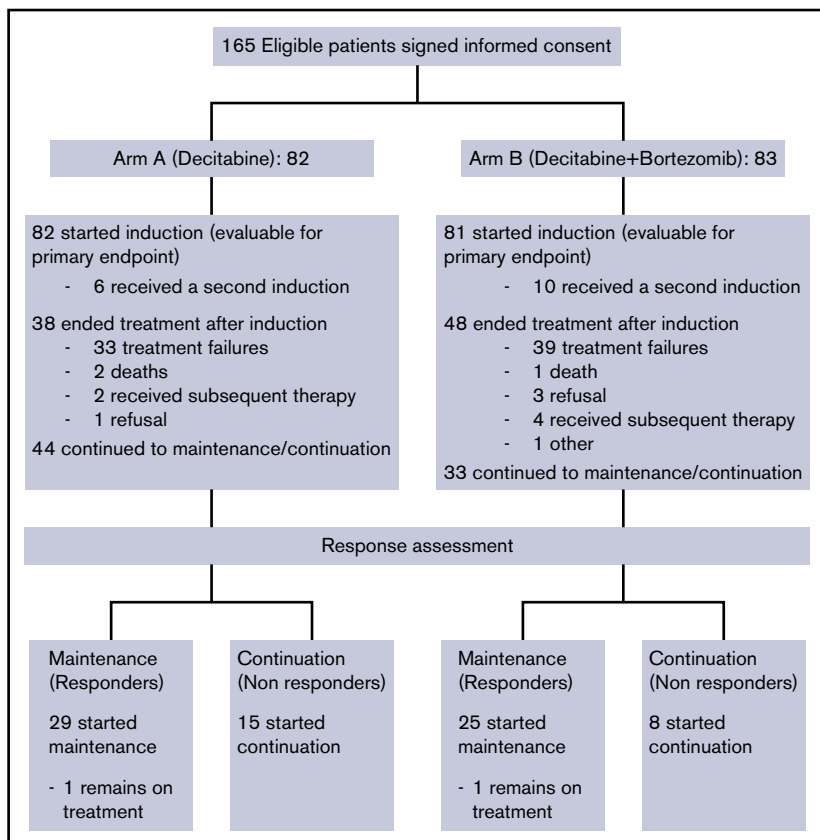 165 Eligible patients signed informed consent
Arm A (Decitabine): 82
Arm B (Decitabine+Bortezomib): 83
82 started induction (evaluable for
primary endpoint)
- 6 received a second induction
38 ended treatment after induction
- 33 treatment failures
- 2 deaths
- 2 received subsequent therapy
- 1 refusal
44 continued to maintenance/continuation
81 started induction (evaluable for
primary endpoint)
- 10 received a second induction
48 ended treatment after induction
- 39 treatment failures
- 1 death
- 3 refusal
- 4 received subsequent therapy
- 1 other
33 continued to maintenance/continuation
Response assessment
Maintenance
(Responders)
29 started
maintenance
- 1 remains on
treatment
Continuation
(Non responders)
15 started
continuation
Maintenance
(Responders)
25 started
maintenance
- 1 remains on
treatment
Continuation
(Non responders)
8 started
continuation